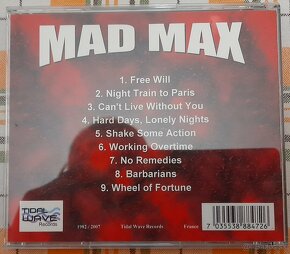 MAD MAX
1. Free Will
2. Night Train to Paris
3. Can't Live Without You
4. Hard Days, Lonely Nights
5. Shake Some Action
6. Working Overtime
7. No Remedies
8. Barbarians
9. Wheel of Fortune
TIDAL
WAVE
Records
1982 / 2007 Tidal Wave Records France
7 035538 884726